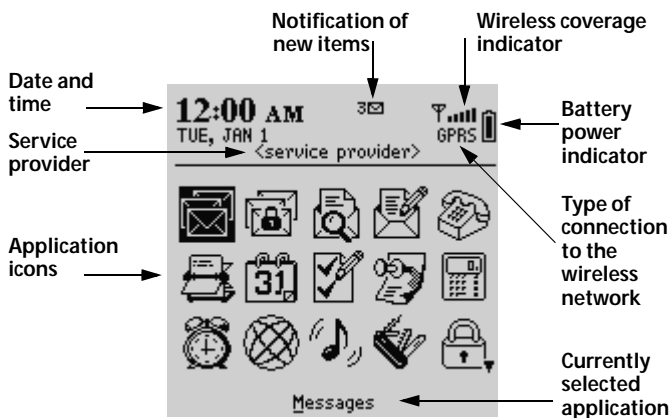 Notification of
new items
Wireless coverage
indicator
Date and
time
12:00 AM
3
TUE, JAN 1
GPRS
Battery
power
indicator
Service
provider
<service provider>
Type of
connection
to the
wireless
network
Application
icons
31
0.
Messages
Currently
selected
application